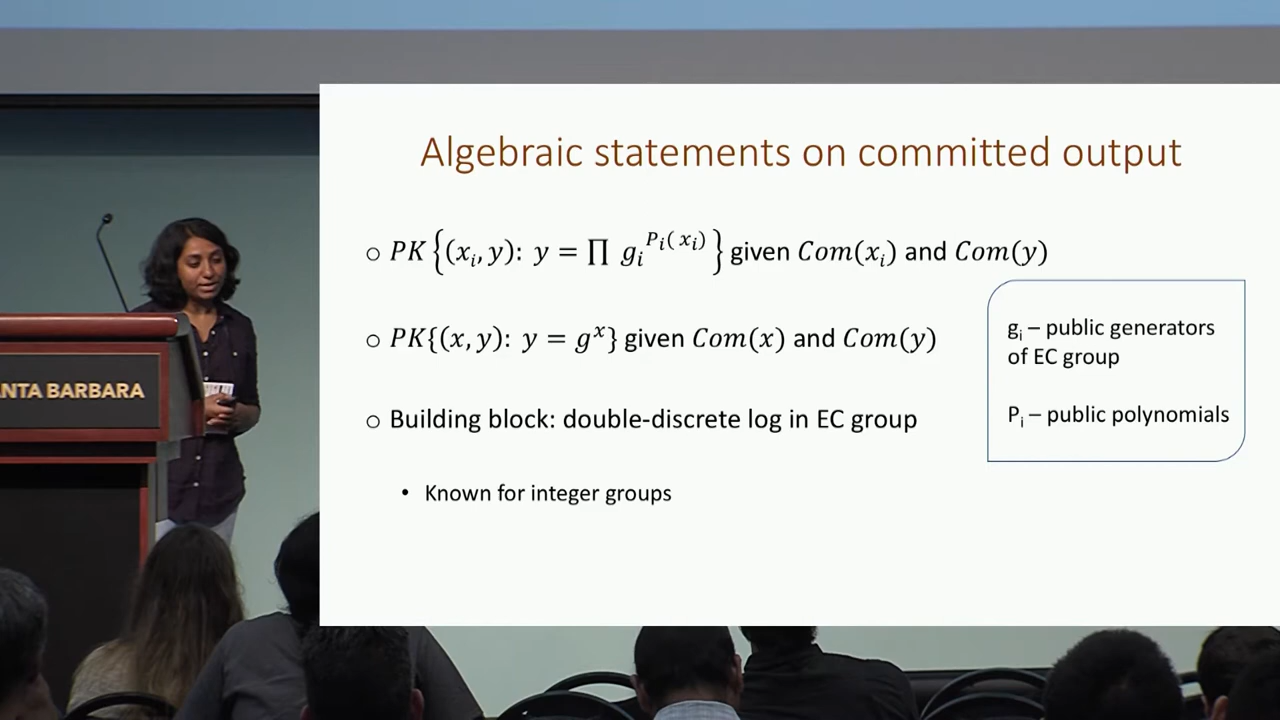 Algebraic statements on committed output
○ PK {(xᵢ, y): y = ∏ gᵢ^Pᵢ(xᵢ)} given Com(xᵢ) and Com(y)
○ PK{(x, y): y = gˣ} given Com(x) and Com(y)
○ Building block: double-discrete log in EC group
• Known for integer groups
gᵢ – public generators
of EC group
Pᵢ – public polynomials
NTA BARBARA